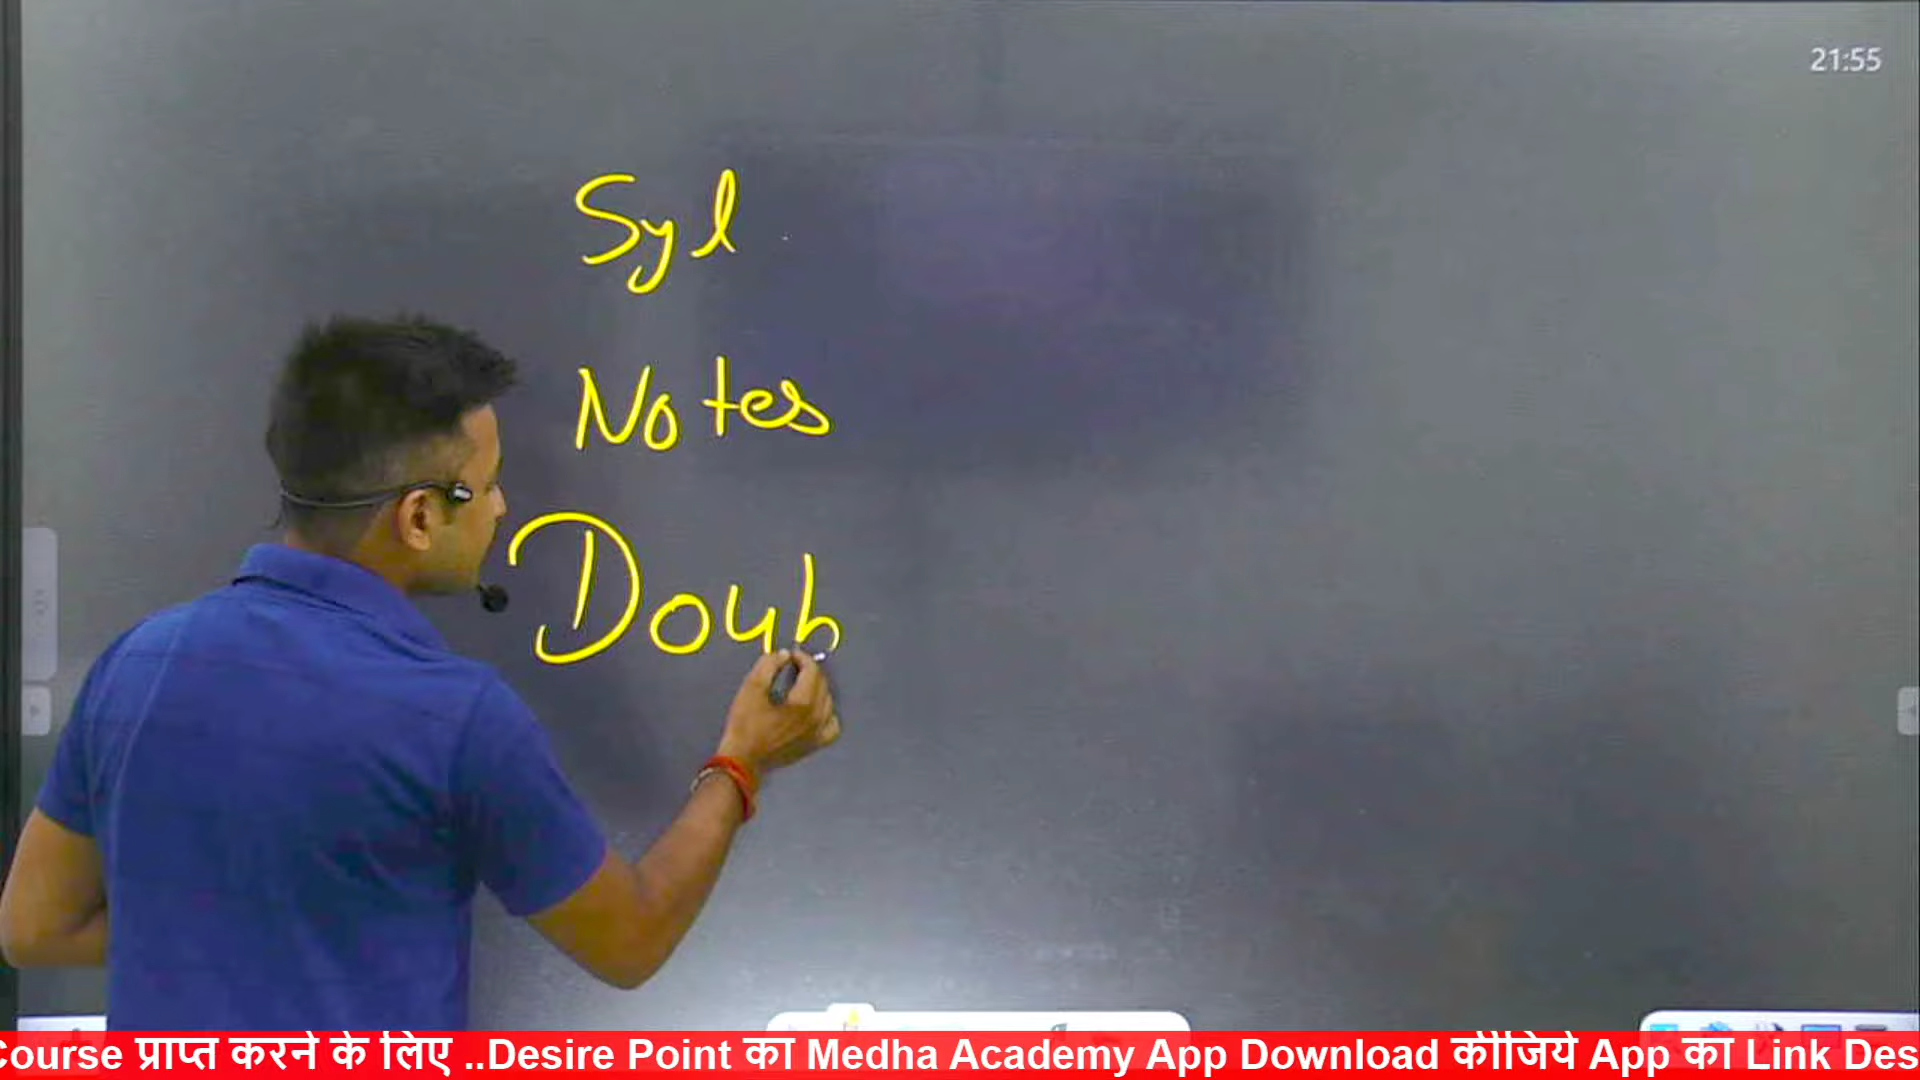 21:55
Syl
Notes
Doub
Course प्राप्त करने के लिए ..Desire Point का Medha Academy App Download कीजिये App का Link Des